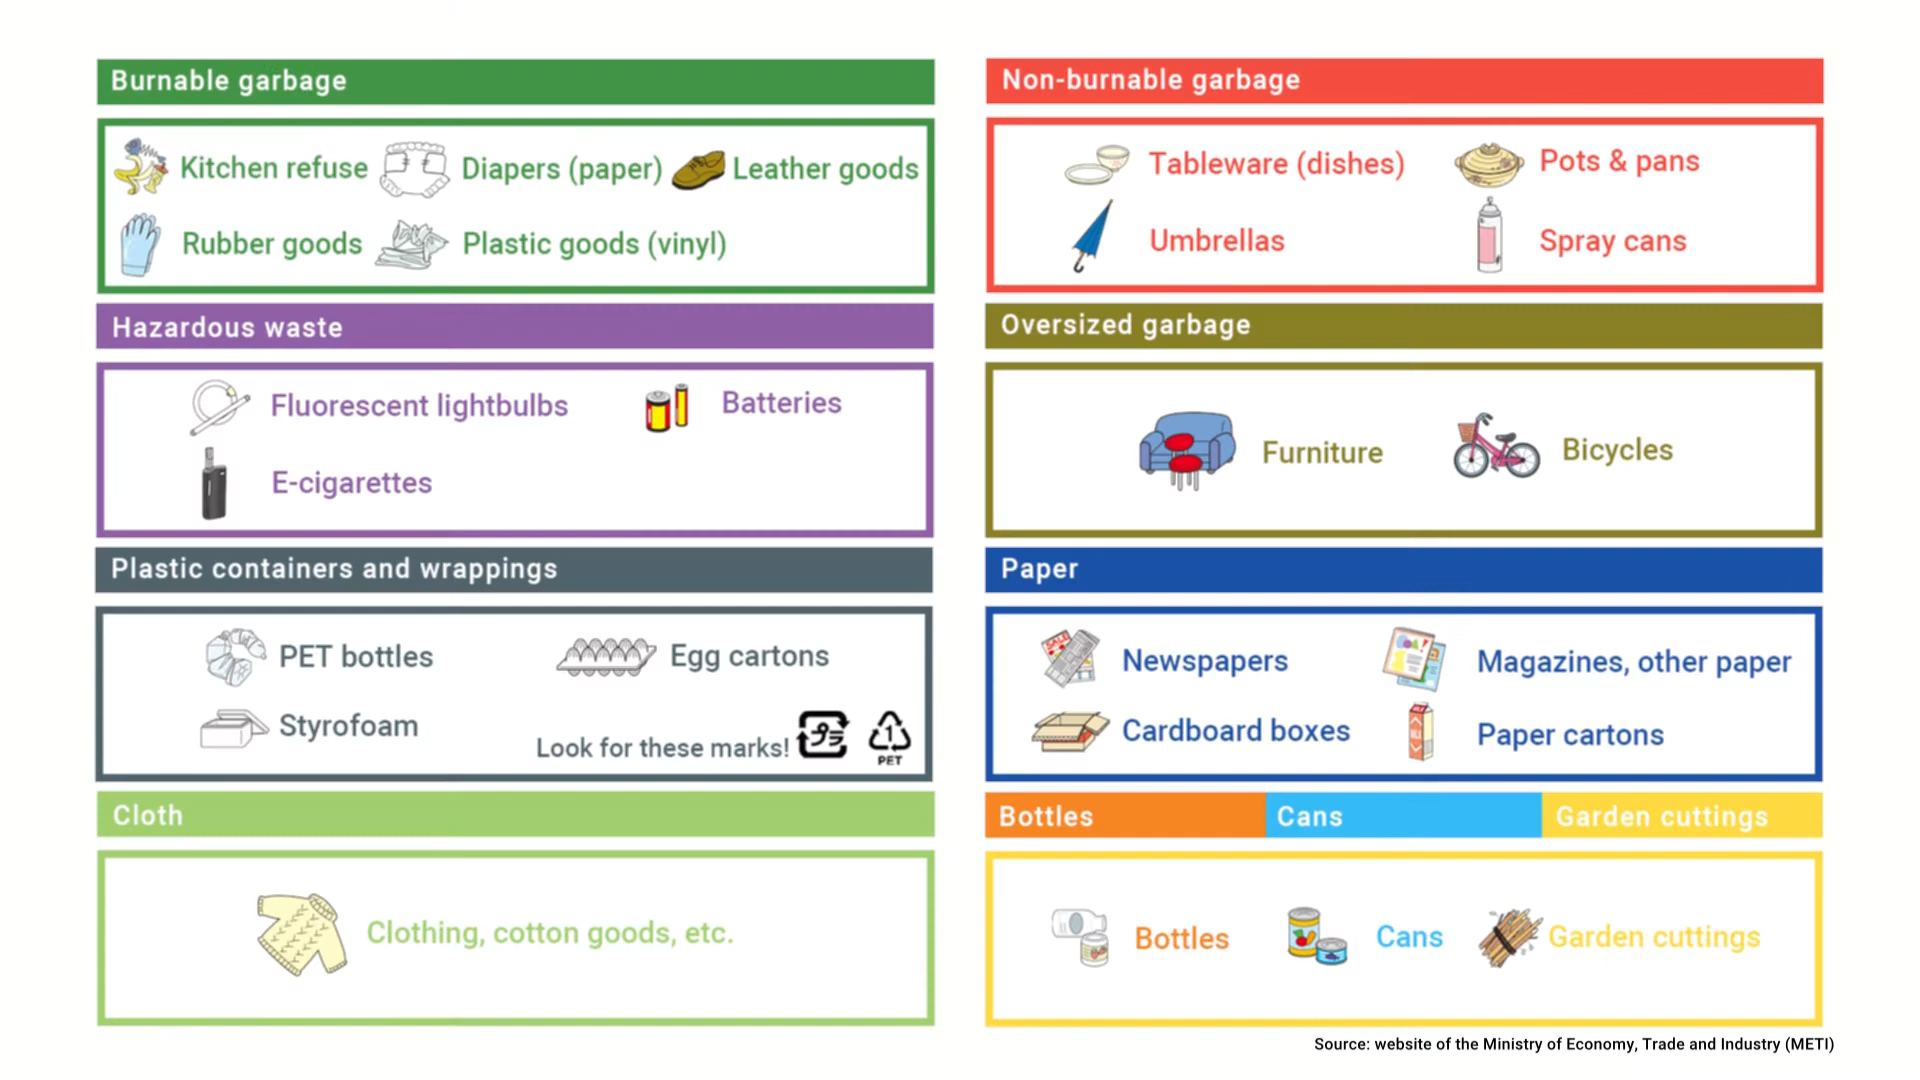 Burnable garbage
Kitchen refuse
Diapers (paper)
Leather goods
Rubber goods
Plastic goods (vinyl)
Non-burnable garbage
Tableware (dishes)
Pots & pans
Umbrellas
Spray cans
Hazardous waste
Fluorescent lightbulbs
Batteries
E-cigarettes
Oversized garbage
Furniture
Bicycles
Plastic containers and wrappings
PET bottles
Egg cartons
Styrofoam
Look for these marks!
プラ
1
PET
Paper
Newspapers
SALE
Magazines, other paper
Cardboard boxes
Paper cartons
Cloth
Clothing, cotton goods, etc.
Bottles
Cans
Garden cuttings
Bottles
Cans
Garden cuttings
Source: website of the Ministry of Economy, Trade and Industry (METI)